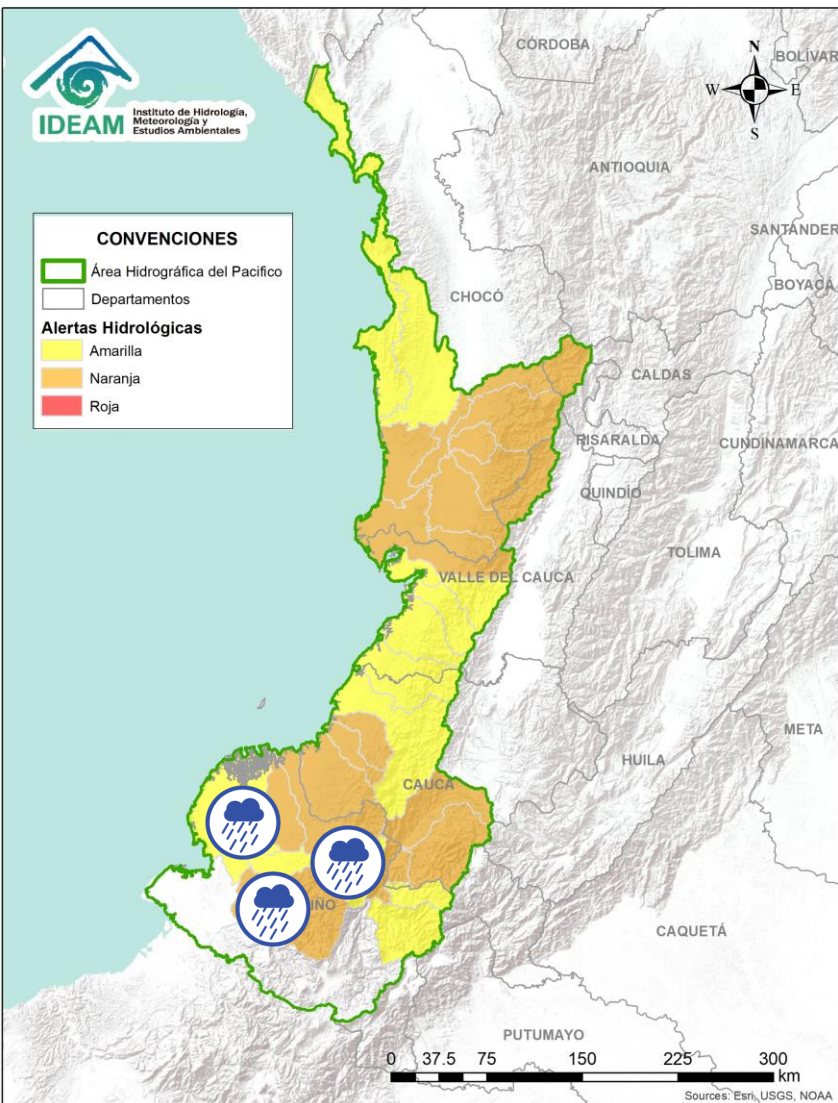 IDEAM
Instituto de Hidrología,
Meteorología y
Estudios Ambientales
CÓRDOBA
BOLÍVAR
N
W
E
S
ANTIOQUIA
CONVENCIONES
Área Hidrográfica del Pacifico
Departamentos
Alertas Hidrológicas
Amarilla
Naranja
Roja
SANTANDER
BOYACÁ
CHOCÓ
CALDAS
RISARALDA
CUNDINAMARCA
QUINDÍO
TOLIMA
VALLE DEL CAUCA
META
HUILA
CAUCA
IÑO
CAQUETÁ
PUTUMAYO
0 37.5 75 150 225 300
km
Sources: Esri, USGS, NOAA